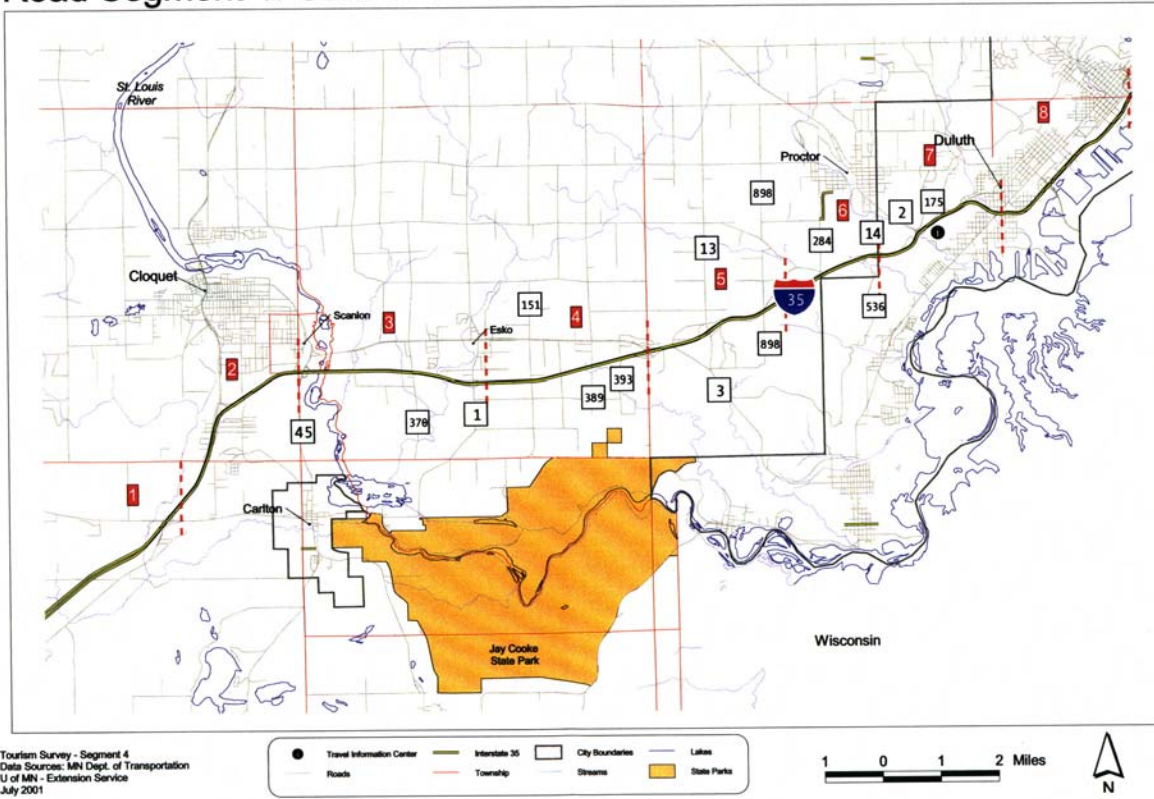 St. Louis
River
8
Duluth
7
Proctor
898
2
175
6
14
284
13
Cloquet
5
35
151
536
Scanlon
3
4
Esko
898
2
393
3
389
1
370
45
1
Carlton
Jay Cooke
State Park
Wisconsin
Tourism Survey - Segment 4
Data Sources: MN Dept. of Transportation
U of MN - Extension Service
July 2001
Travel Information Center
Interstate 35
City Boundaries
Lakes
Roads
Township
Streams
State Parks
1 0 1 2 Miles
N